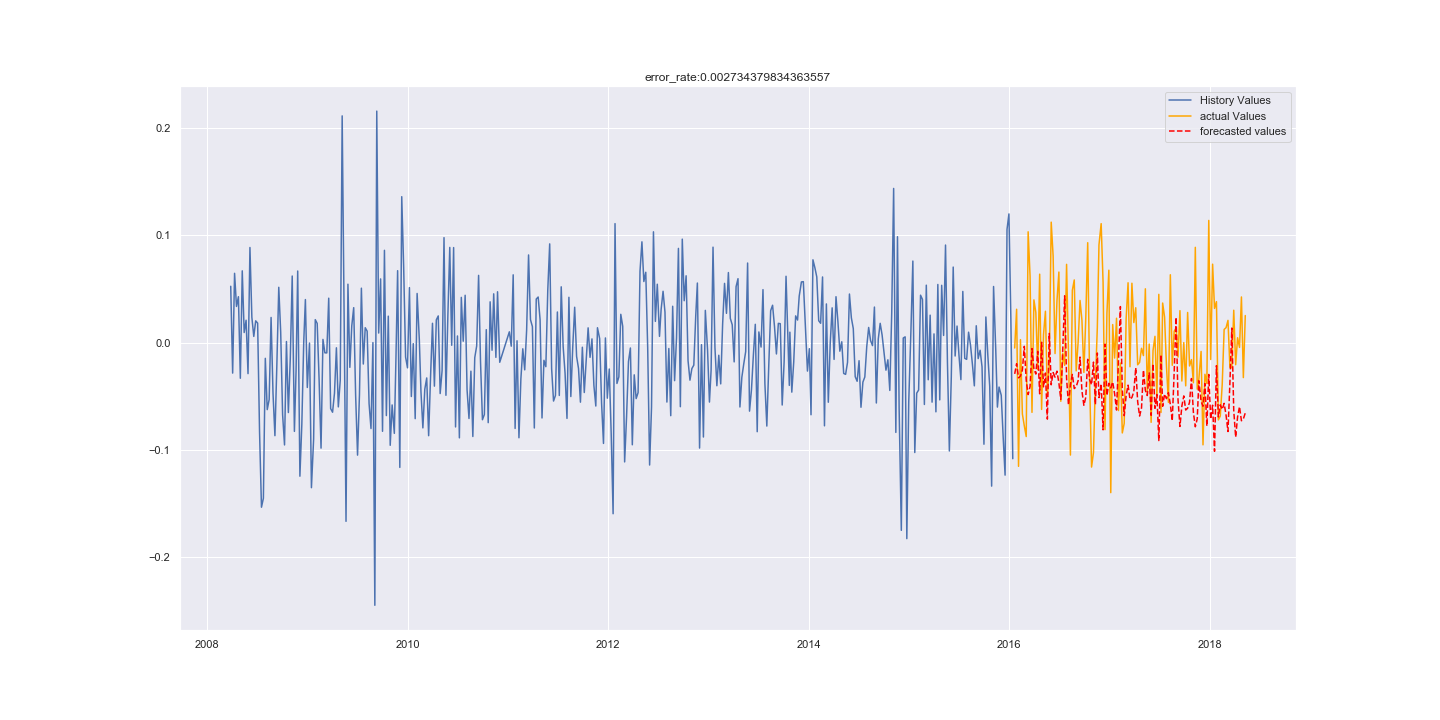 error_rate:0.002734379834363557
History Values
actual Values
forecasted values
0.2
0.1
0.0
−0.1
−0.2
2008 2010 2012 2014 2016 2018